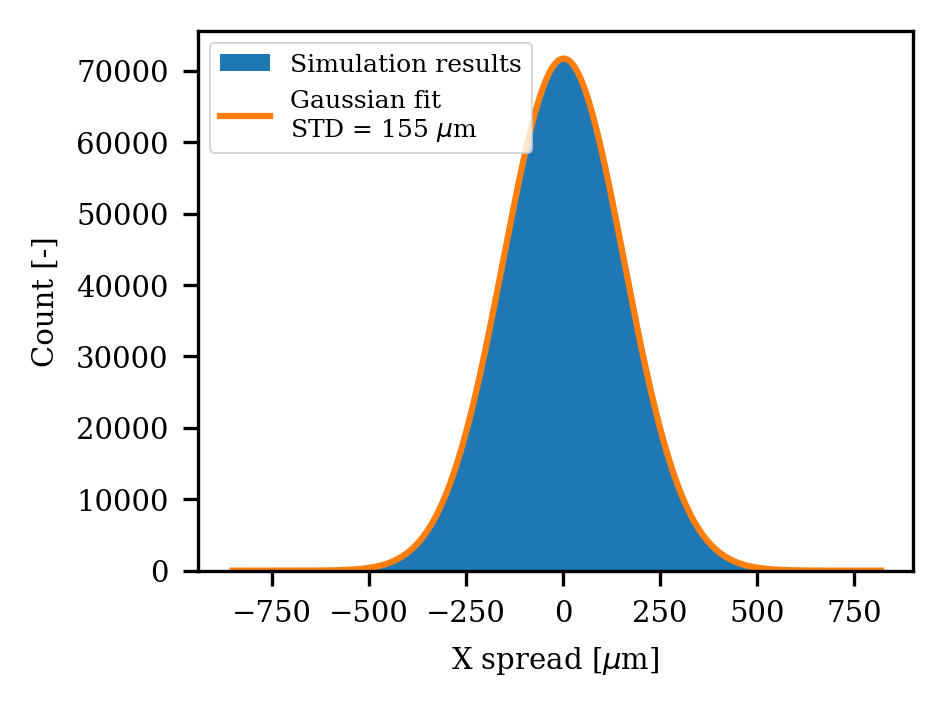 Simulation results
Gaussian fit
STD = 155 μm
70000
60000
50000
40000
30000
20000
10000
0
Count [-]
−750 −500 −250 0 250 500 750
X spread [μm]